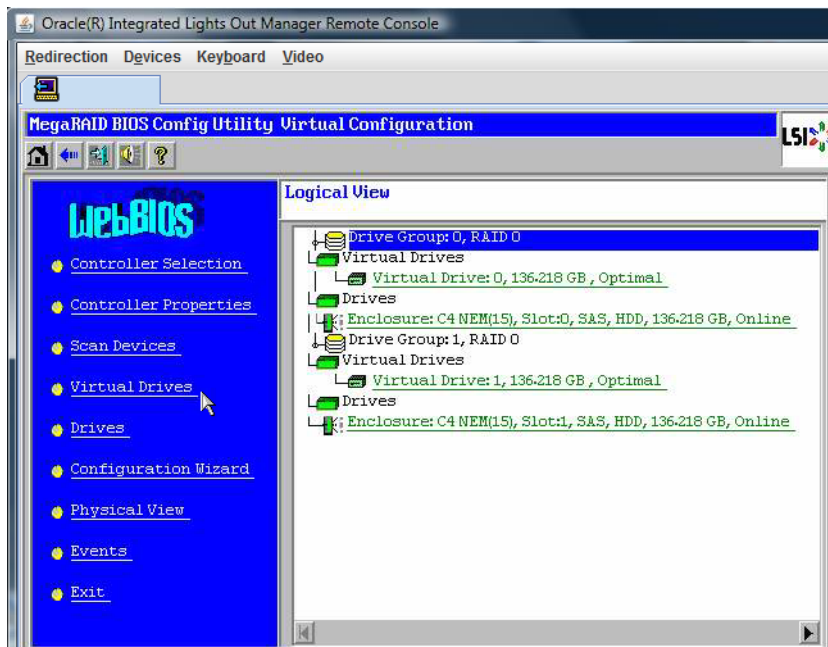 Oracle(R) Integrated Lights Out Manager Remote Console
Redirection Devices Keyboard Video
MegaRAID BIOS Config Utility Virtual Configuration
LSI
?
WebBIOS
Controller Selection
Controller Properties
Scan Devices
Virtual Drives
Drives
Configuration Wizard
Physical View
Events
Exit
Logical View
Drive Group: 0, RAID 0
Virtual Drives
Virtual Drive: 0, 136.218 GB , Optimal
Drives
Enclosure: C4 NEM(15), Slot:0, SAS, HDD, 136.218 GB, Online
Drive Group: 1, RAID 0
Virtual Drives
Virtual Drive: 1, 136.218 GB , Optimal
Drives
Enclosure: C4 NEM(15), Slot:1, SAS, HDD, 136.218 GB, Online